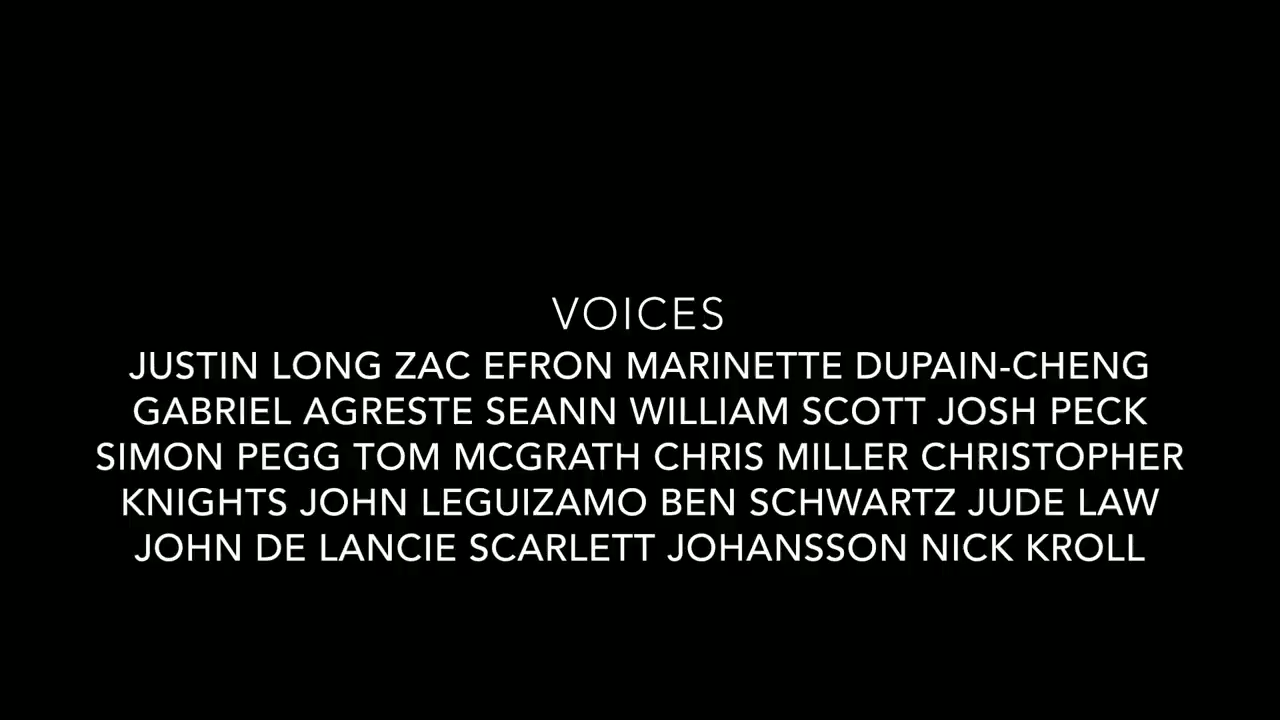 VOICES
JUSTIN LONG ZAC EFRON MARINETTE DUPAIN-CHENG
GABRIEL AGRESTE SEANN WILLIAM SCOTT JOSH PECK
SIMON PEGG TOM MCGRATH CHRIS MILLER CHRISTOPHER
KNIGHTS JOHN LEGUIZAMO BEN SCHWARTZ JUDE LAW
JOHN DE LANCIE SCARLETT JOHANSSON NICK KROLL